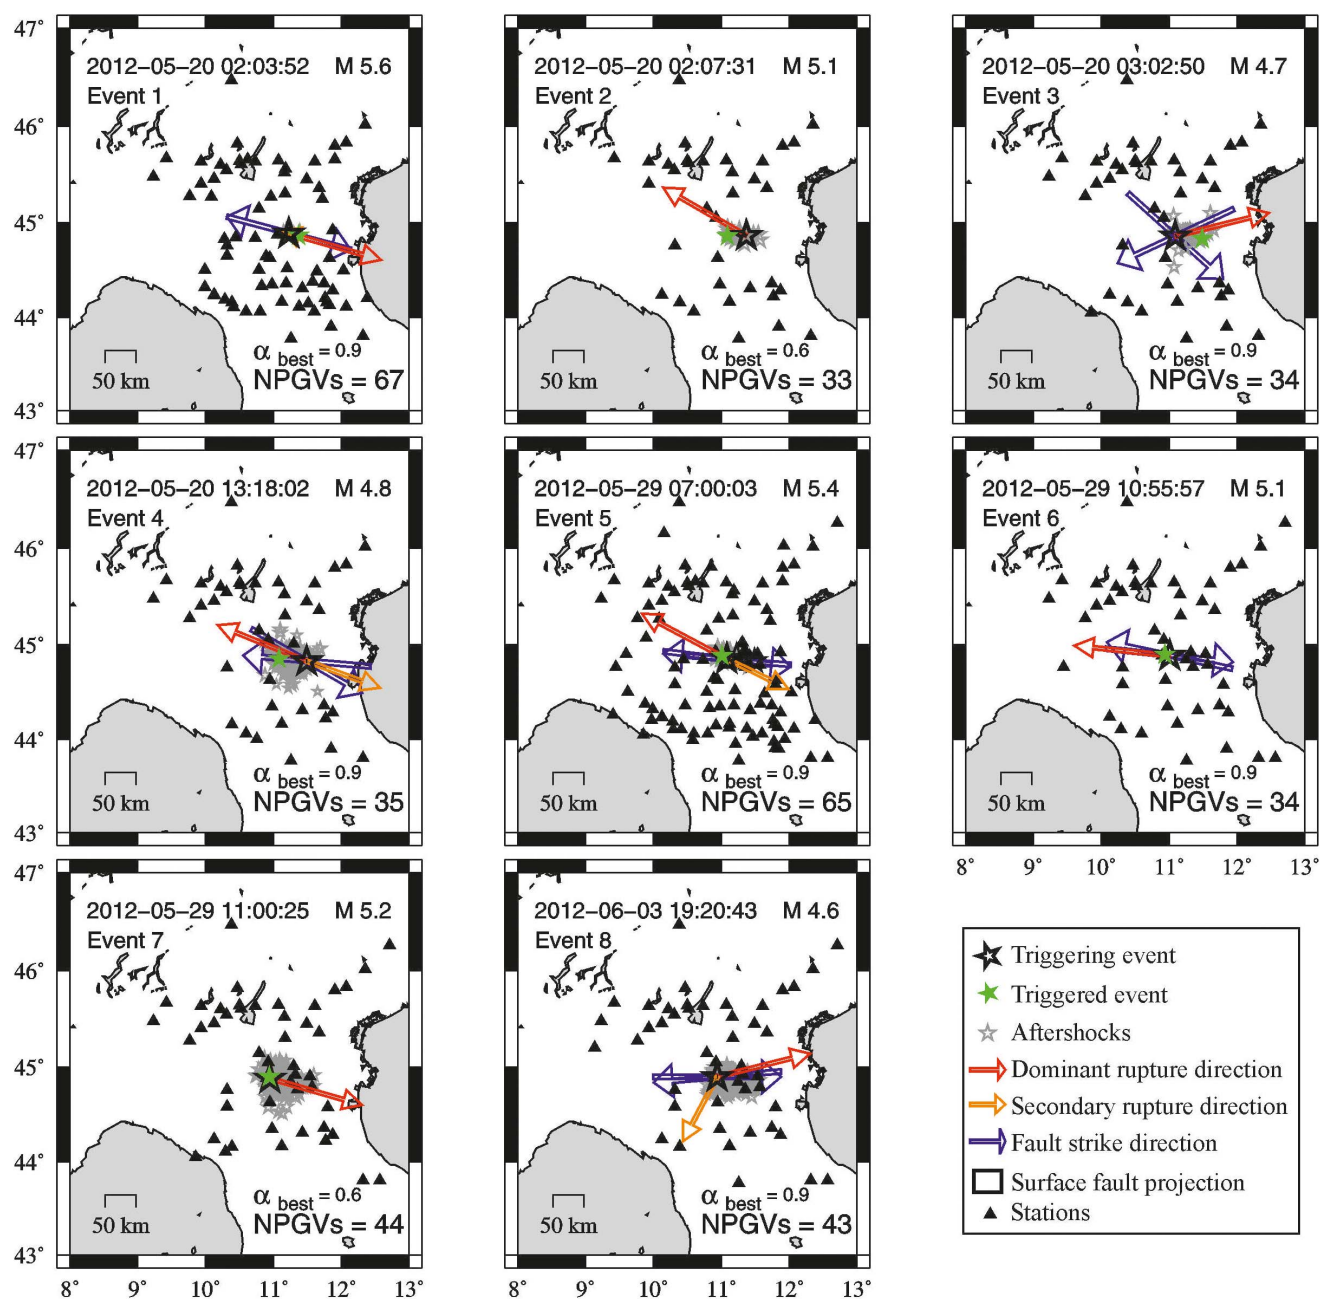 47°
2012–05–20 02:03:52 M 5.6
Event 1
46°
45°
44°
α best = 0.9
50 km
NPGVs = 67
43°
2012–05–20 02:07:31 M 5.1
Event 2
α best = 0.6
50 km
NPGVs = 33
2012–05–20 03:02:50 M 4.7
Event 3
α best = 0.9
50 km
NPGVs = 34
47°
2012–05–20 13:18:02 M 4.8
Event 4
46°
45°
44°
α best = 0.9
50 km
NPGVs = 35
43°
2012–05–29 07:00:03 M 5.4
Event 5
α best = 0.9
50 km
NPGVs = 65
2012–05–29 10:55:57 M 5.1
Event 6
α best = 0.9
50 km
NPGVs = 34
8° 9° 10° 11° 12° 13°
47°
2012–05–29 11:00:25 M 5.2
Event 7
46°
45°
44°
α best = 0.6
50 km
NPGVs = 44
43°
8° 9° 10° 11° 12° 13°
2012–06–03 19:20:43 M 4.6
Event 8
α best = 0.9
50 km
NPGVs = 43
8° 9° 10° 11° 12° 13°
Triggering event
Triggered event
Aftershocks
Dominant rupture direction
Secondary rupture direction
Fault strike direction
Surface fault projection
Stations